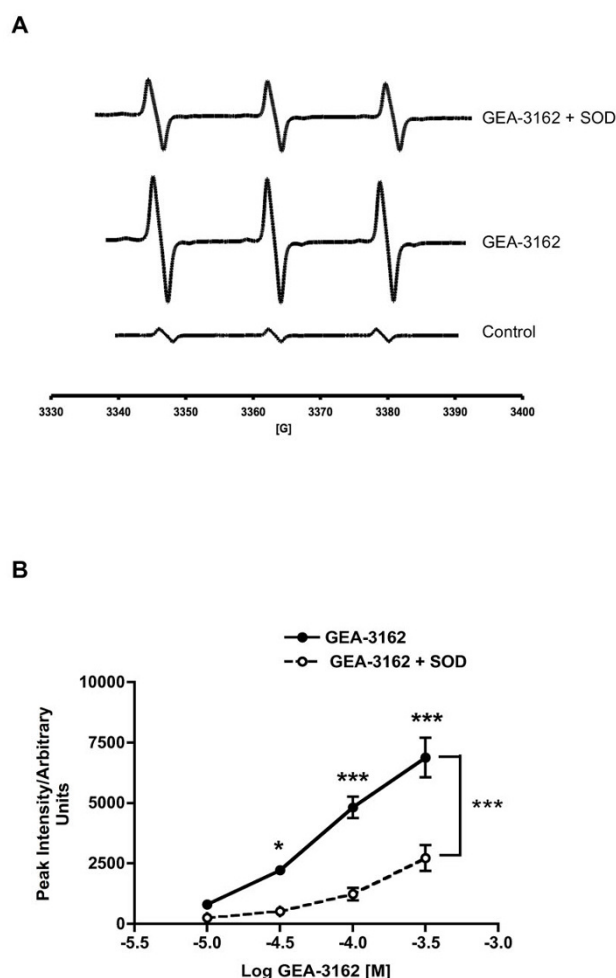 A
GEA-3162 + SOD
GEA-3162
Control
3330 3340 3350 3360 3370 3380 3390 3400
[G]
B
GEA-3162
GEA-3162 + SOD
10000
7500
5000
2500
0
Peak Intensity/Arbitrary
Units
*
***
***
***
-5.5 -5.0 -4.5 -4.0 -3.5 -3.0
Log GEA-3162 [M]